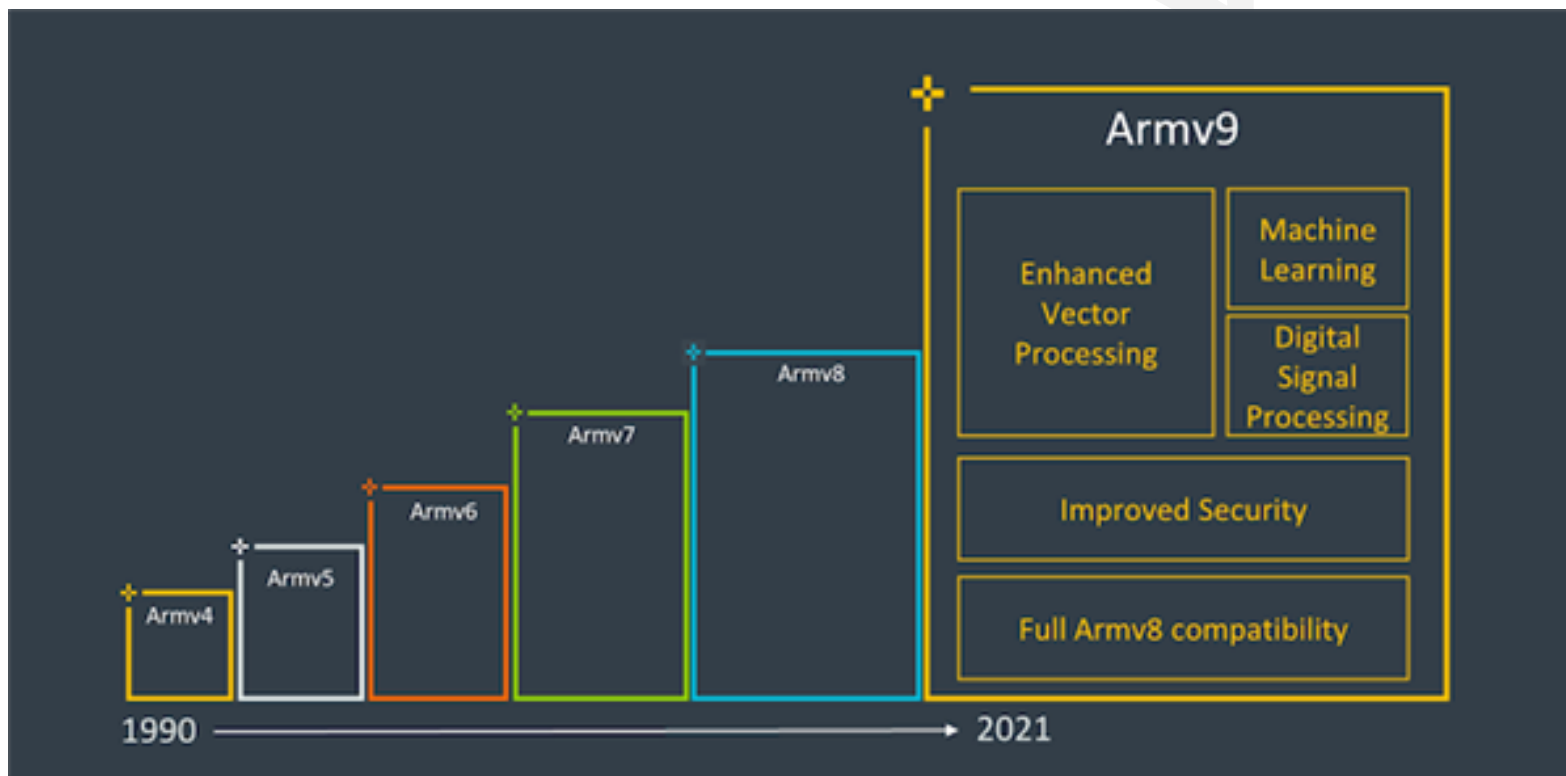 Armv9
Enhanced
Vector
Processing
Machine
Learning
Digital
Signal
Processing
Improved Security
Full Armv8 compatibility
Armv8
Armv7
Armv6
Armv5
Armv4
1990
2021